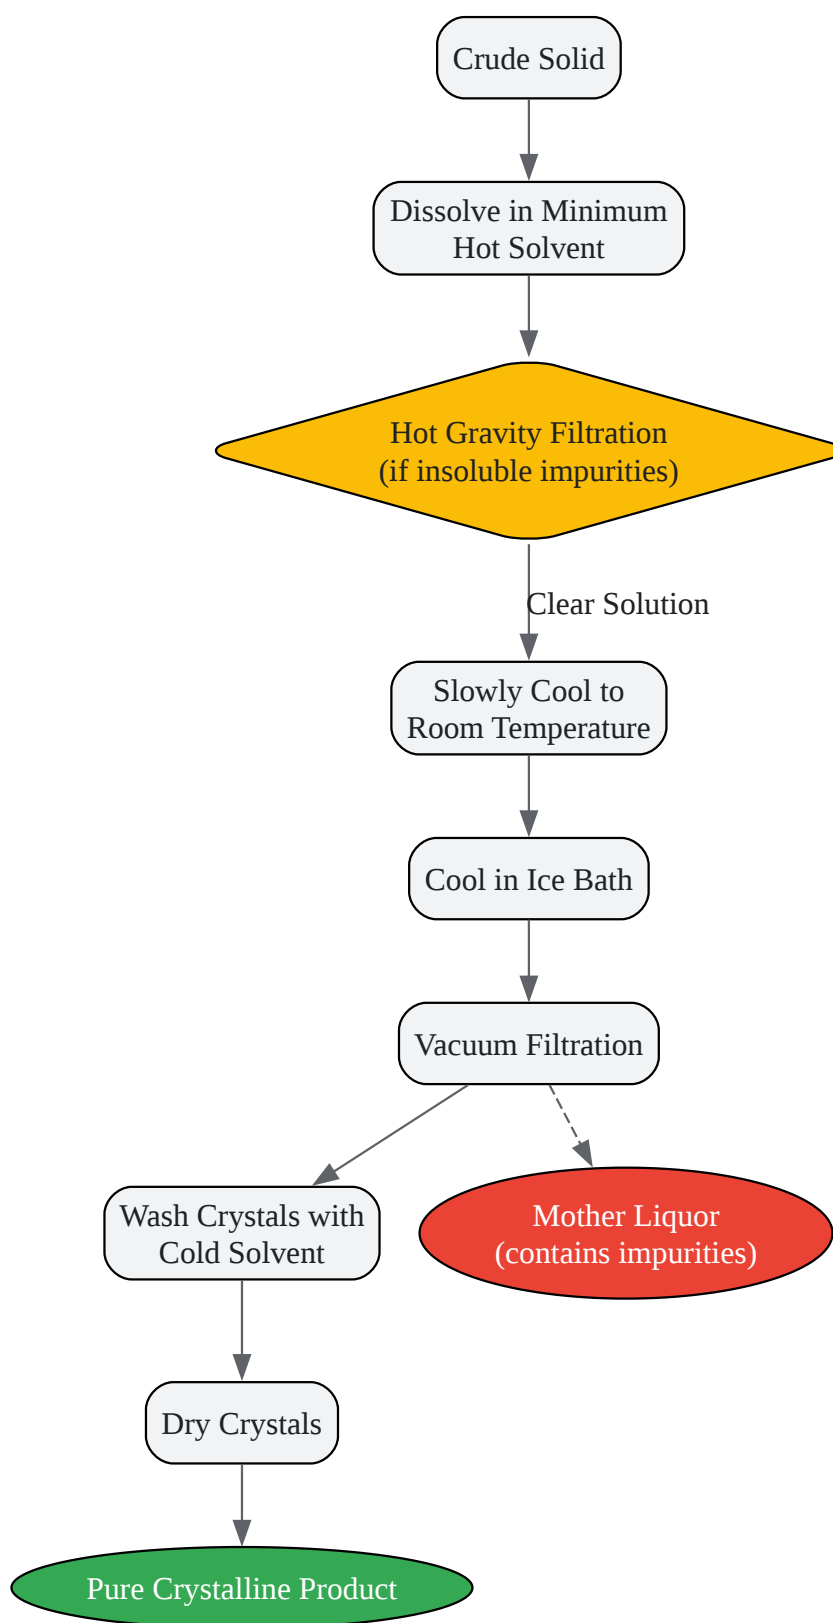 Crude Solid
Dissolve in Minimum
Hot Solvent
Hot Gravity Filtration
(if insoluble impurities)
Clear Solution
Slowly Cool to
Room Temperature
Cool in Ice Bath
Vacuum Filtration
Wash Crystals with
Cold Solvent
Mother Liquor
(contains impurities)
Dry Crystals
Pure Crystalline Product